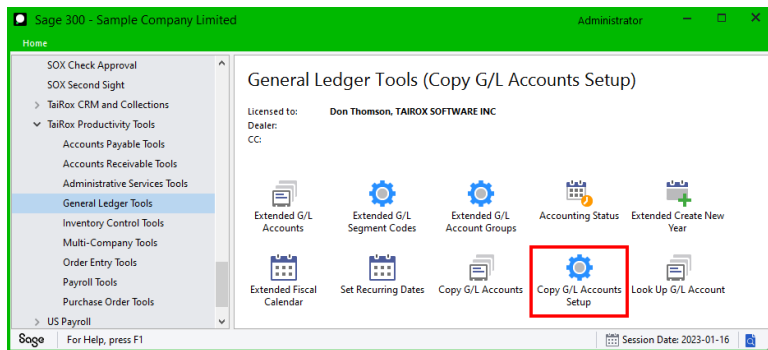 Sage 300 - Sample Company Limited
Administrator
Home
SOX Check Approval
SOX Second Sight
TaiRox CRM and Collections
TaiRox Productivity Tools
Accounts Payable Tools
Accounts Receivable Tools
Administrative Services Tools
General Ledger Tools
Inventory Control Tools
Multi-Company Tools
Order Entry Tools
Payroll Tools
Purchase Order Tools
US Payroll
General Ledger Tools (Copy G/L Accounts Setup)
Licensed to: Don Thomson, TAIROX SOFTWARE INC
Dealer:
CC:
Extended G/L
Accounts
Extended G/L
Segment Codes
Extended G/L
Account Groups
Accounting Status
Extended Create New
Year
Extended Fiscal
Calendar
Set Recurring Dates
Copy G/L Accounts
Copy G/L Accounts
Setup
Look Up G/L Account
Sage
For Help, press F1
Session Date: 2023-01-16